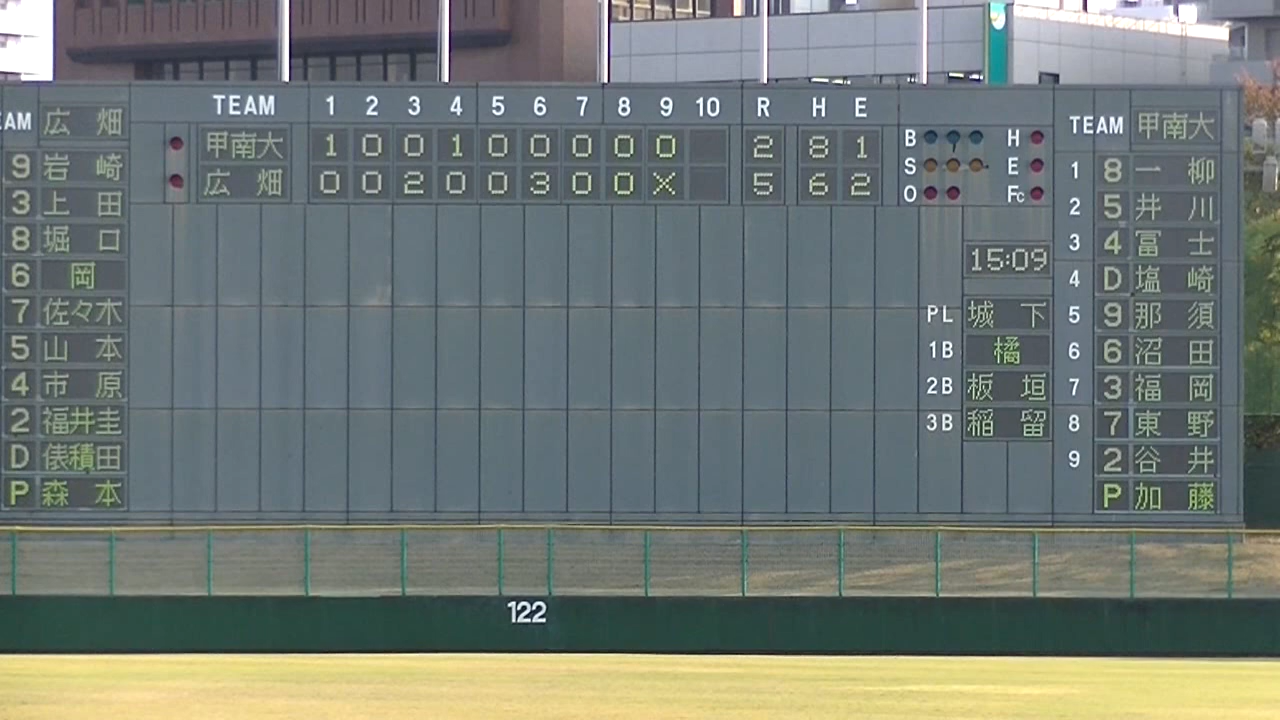 AM 広畑
9 岩崎
3 上田
8 堀口
6 岡
7 佐々木
5 山本
4 市原
2 福井圭
D 俵積田
P 森本
TEAM 1 2 3 4 5 6 7 8 9 10 R H E
甲南大 1 0 0 1 0 0 0 0 0 2 8 1
広畑 0 0 2 0 0 3 0 0 X 5 6 2
B H
S E
O Fc
15:09
PL 城下
1B 橘
2B 板垣
3B 稲留
TEAM 甲南大
1 8 一柳
2 5 井川
3 4 冨士
4 D 塩崎
5 9 那須
6 6 沼田
7 3 福岡
8 7 東野
9 2 谷井
P 加藤
122